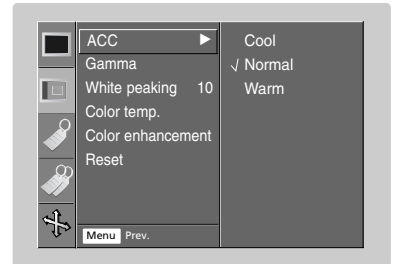 ACC ▶
Gamma
White peaking 10
Color temp.
Color enhancement
Reset
Menu Prev.
Cool
√ Normal
Warm